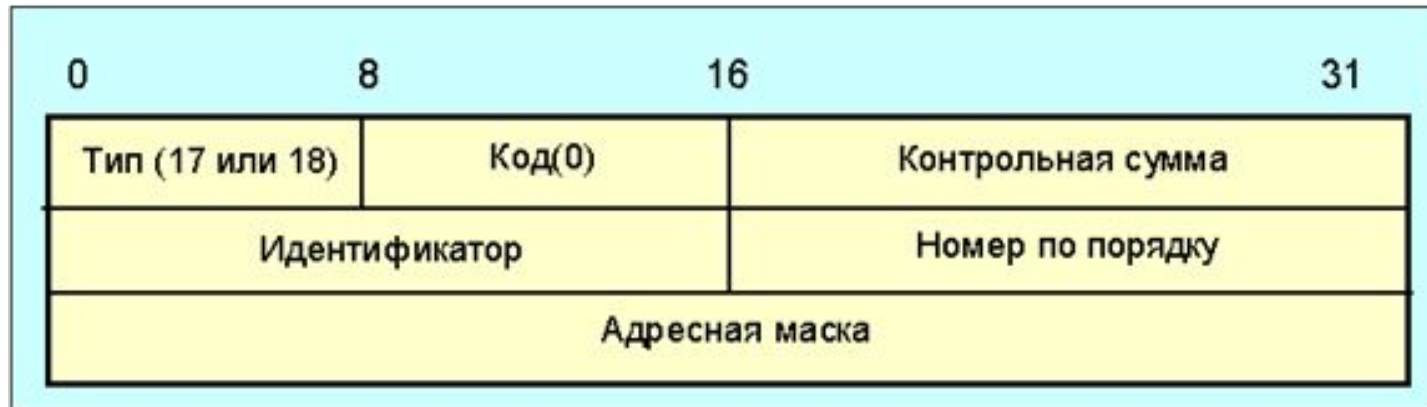 0 8 16 31
Тип (17 или 18) Код(0) Контрольная сумма
Идентификатор Номер по порядку
Адресная маска